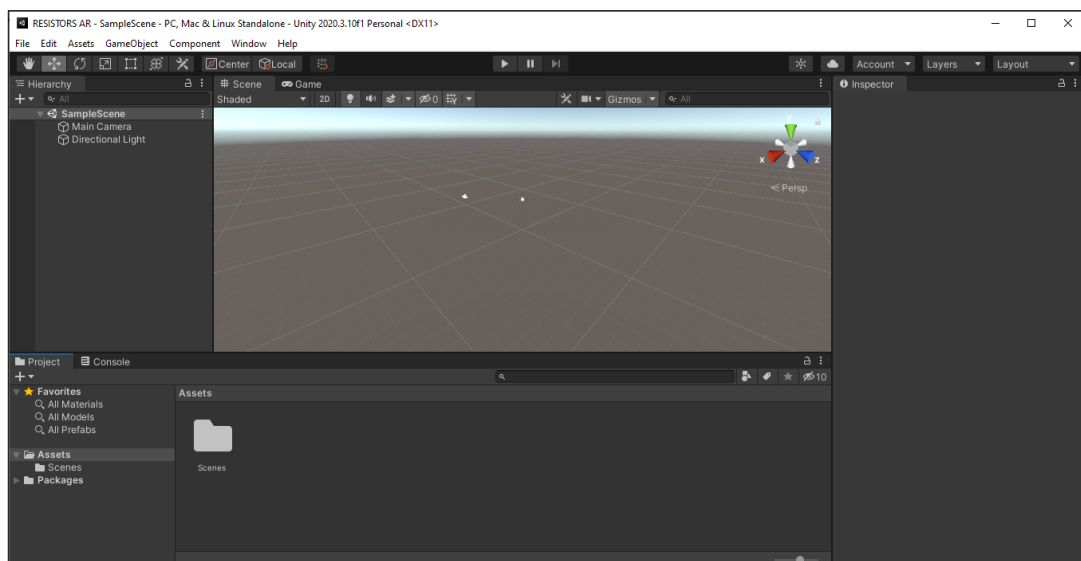 RESISTORS AR - SampleScene - PC, Mac & Linux Standalone - Unity 2020.3.10f1 Personal <DX11>
File Edit Assets GameObject Component Window Help
Center Local Account Layers Layout
Hierarchy # Scene Game Inspector
All Shaded 2D 0 Gizmos All
SampleScene
Main Camera
Directional Light
Y
X Z
Persp
Project Console
10
Favorites Assets
All Materials
All Models
All Prefabs
Assets
Scenes Scenes
Packages